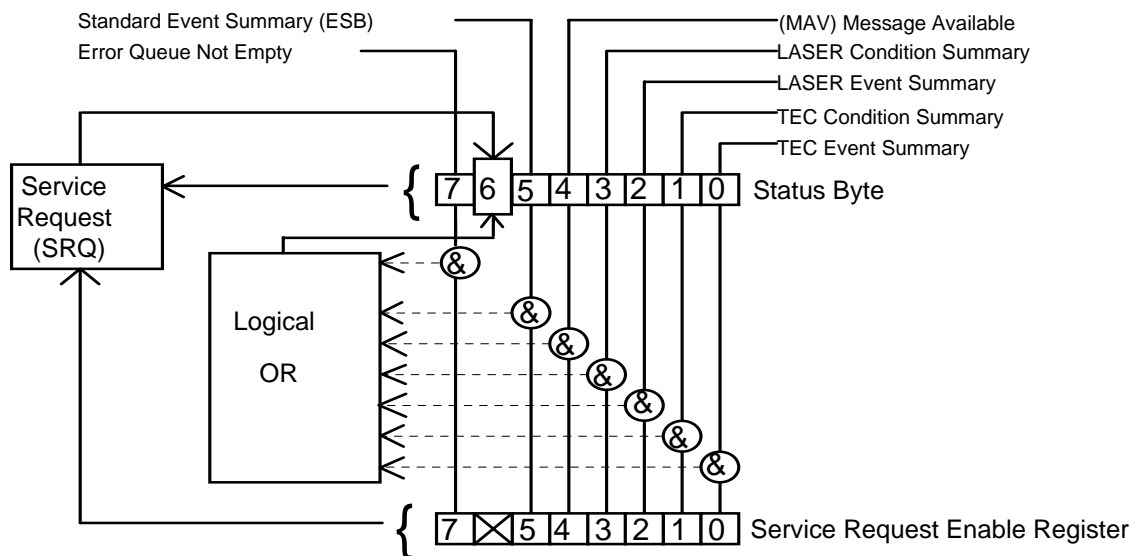 Standard Event Summary (ESB)
Error Queue Not Empty
(MAV) Message Available
LASER Condition Summary
LASER Event Summary
TEC Condition Summary
TEC Event Summary
Service
Request
(SRQ)
{ 7 6 5 4 3 2 1 0 Status Byte
&
&
&
&
&
&
&
Logical
OR
{ 7 5 4 3 2 1 0 Service Request Enable Register